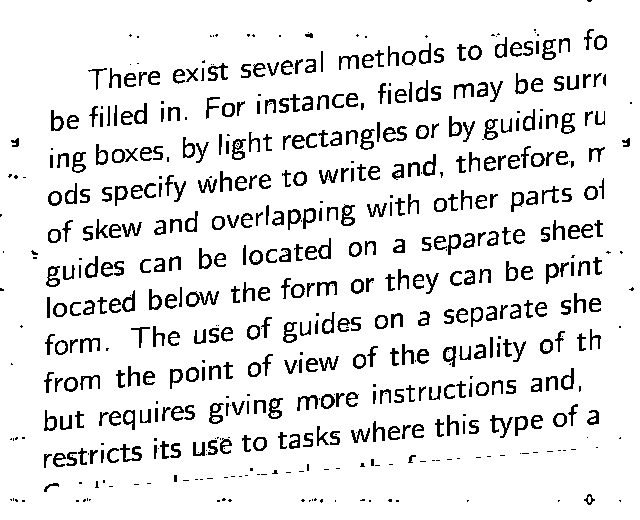 There exist several methods to design fo
be filled in. For instance, fields may be surr
ing boxes, by light rectangles or by guiding ru
ods specify where to write and, therefore, m
of skew and overlapping with other parts of
guides can be located on a separate sheet
located below the form or they can be print
form. The use of guides on a separate she
from the point of view of the quality of th
but requires giving more instructions and,
restricts its use to tasks where this type of a